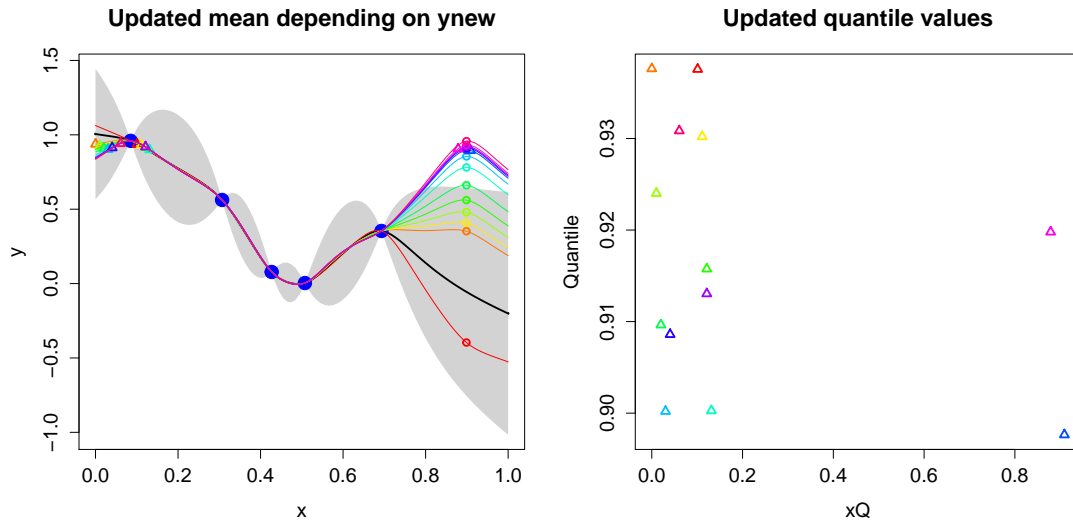 Updated mean depending on ynew
1.5
1.0
0.5
0.0
−0.5
−1.0
y
0.0 0.2 0.4 0.6 0.8 1.0
x
Updated quantile values
0.93
0.92
0.91
0.90
Quantile
0.0 0.2 0.4 0.6 0.8
xQ